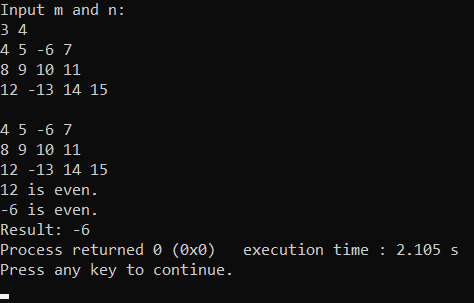 Input m and n:
3 4
4 5 -6 7
8 9 10 11
12 -13 14 15

4 5 -6 7
8 9 10 11
12 -13 14 15
12 is even.
-6 is even.
Result: -6
Process returned 0 (0x0)   execution time : 2.105 s
Press any key to continue.